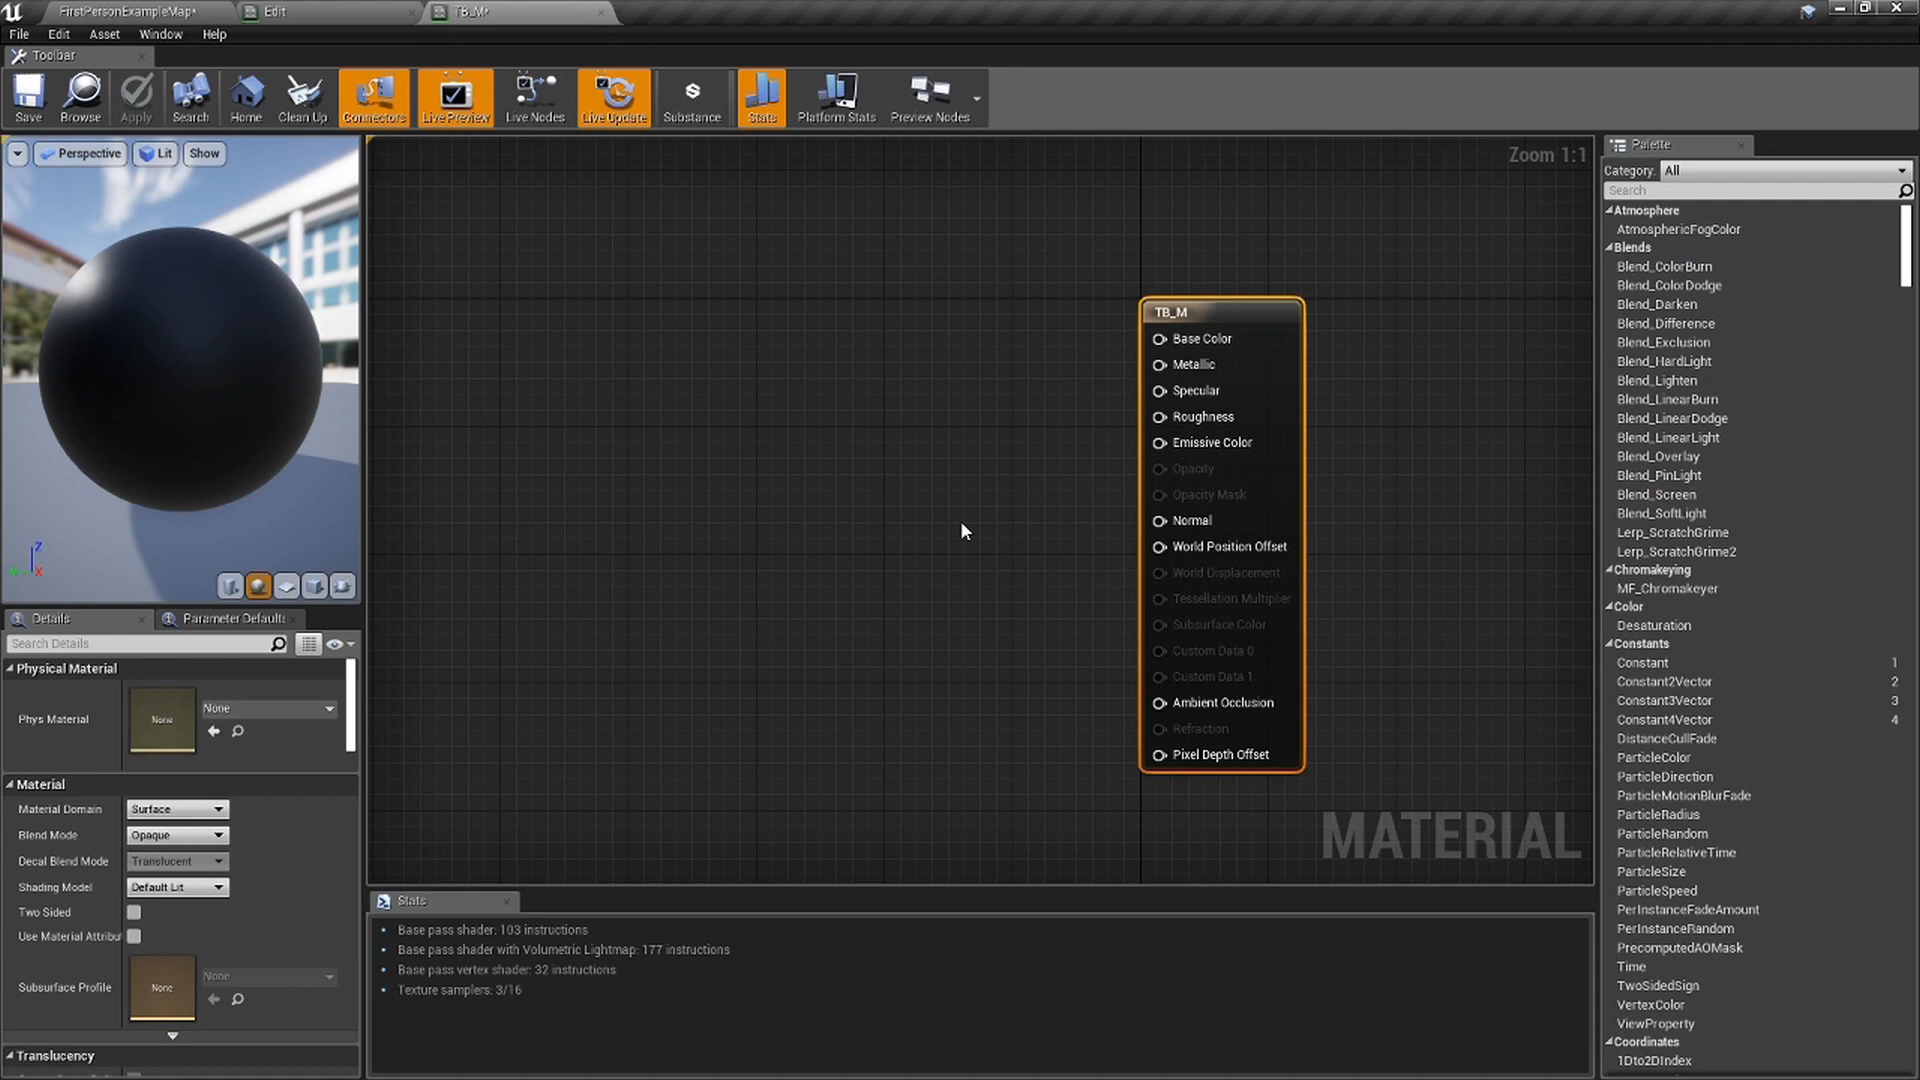 FirstPersonExampleMap*
Edit
TB_M*
File Edit Asset Window Help
Toolbar
Save Browse Apply Search Home Clean Up Connectors Live Preview Live Nodes Live Update Substance Stats Platform Stats Preview Nodes
Perspective Lit Show
Z
X
Details
Parameter Defaults
Search Details
Physical Material
Phys Material
None
None
Material
Material Domain
Surface
Blend Mode
Opaque
Decal Blend Mode
Translucent
Shading Model
Default Lit
Two Sided
Use Material Attribut
Subsurface Profile
None
None
Translucency
Zoom 1:1
TB_M
Base Color
Metallic
Specular
Roughness
Emissive Color
Opacity
Opacity Mask
Normal
World Position Offset
World Displacement
Tessellation Multiplier
Subsurface Color
Custom Data 0
Custom Data 1
Ambient Occlusion
Refraction
Pixel Depth Offset
MATERIAL
Stats
Base pass shader: 103 instructions
Base pass shader with Volumetric Lightmap: 177 instructions
Base pass vertex shader: 32 instructions
Texture samplers: 3/16
Palette
Category: All
Search
Atmosphere
AtmosphericFogColor
Blends
Blend_ColorBurn
Blend_ColorDodge
Blend_Darken
Blend_Difference
Blend_Exclusion
Blend_HardLight
Blend_Lighten
Blend_LinearBurn
Blend_LinearDodge
Blend_LinearLight
Blend_Overlay
Blend_PinLight
Blend_Screen
Blend_SoftLight
Lerp_ScratchGrime
Lerp_ScratchGrime2
Chromakeying
MF_Chromakeyer
Color
Desaturation
Constants
Constant 1
Constant2Vector 2
Constant3Vector 3
Constant4Vector 4
DistanceCullFade
ParticleColor
ParticleDirection
ParticleMotionBlurFade
ParticleRadius
ParticleRandom
ParticleRelativeTime
ParticleSize
ParticleSpeed
PerInstanceFadeAmount
PerInstanceRandom
PrecomputedAOMask
Time
TwoSidedSign
VertexColor
ViewProperty
Coordinates
1Dto2DIndex